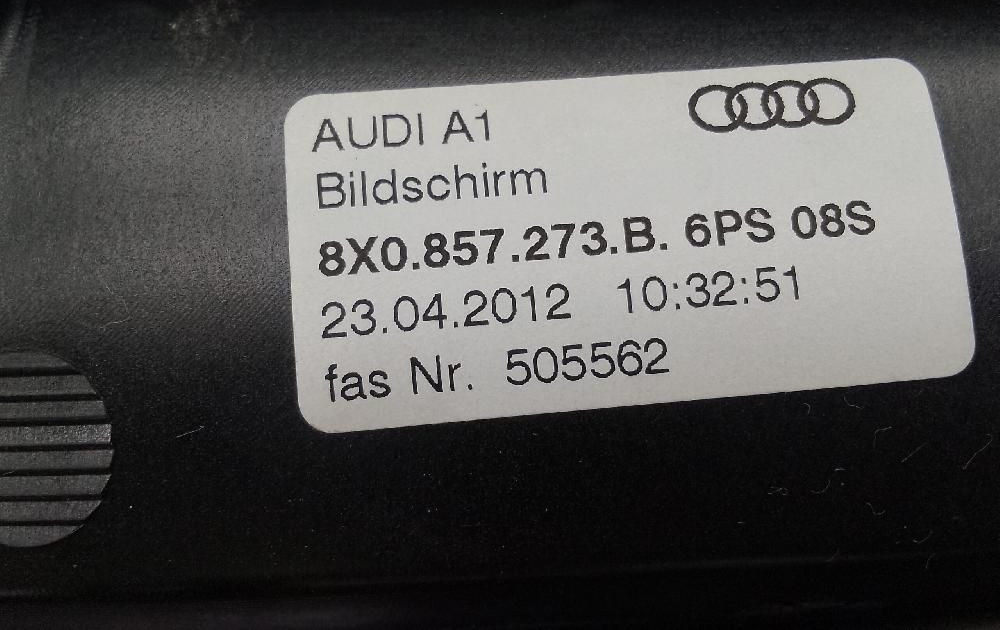 AUDI A1
Bildschirm
8X0.857.273.B. 6PS 08S
23.04.2012 10:32:51
fas Nr. 505562